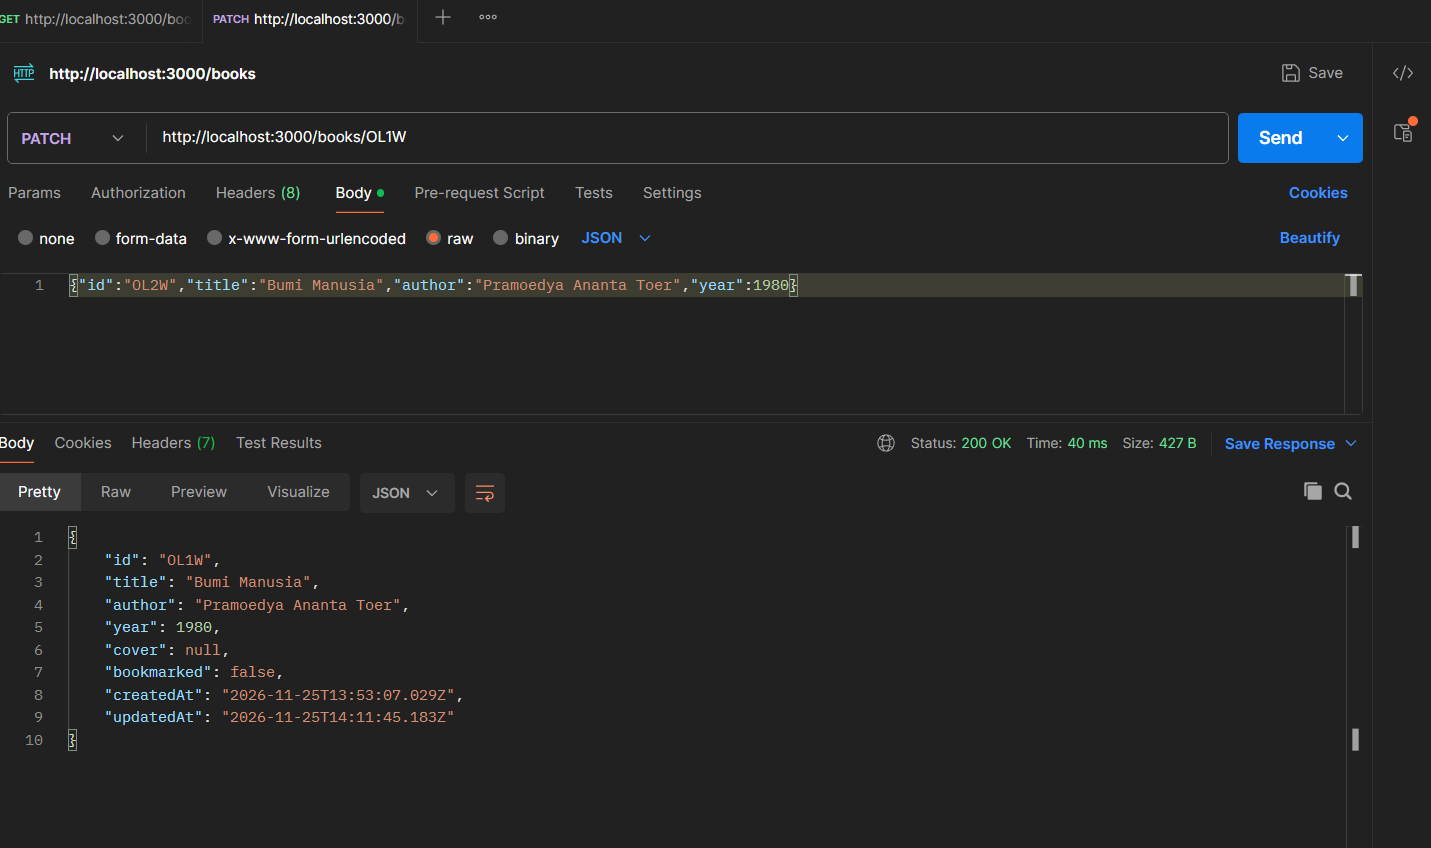 GET http://localhost:3000/boo PATCH http://localhost:3000/b
HTTP http://localhost:3000/books Save
PATCH http://localhost:3000/books/OL1W Send
Params Authorization Headers (8) Body Pre-request Script Tests Settings Cookies
none form-data x-www-form-urlencoded raw binary JSON Beautify
1 {"id":"OL2W","title":"Bumi Manusia","author":"Pramoedya Ananta Toer","year":1980}
Body Cookies Headers (7) Test Results Status: 200 OK Time: 40 ms Size: 427 B Save Response
Pretty Raw Preview Visualize JSON
1 {
2 "id": "OL1W",
3 "title": "Bumi Manusia",
4 "author": "Pramoedya Ananta Toer",
5 "year": 1980,
6 "cover": null,
7 "bookmarked": false,
8 "createdAt": "2026-11-25T13:53:07.029Z",
9 "updatedAt": "2026-11-25T14:11:45.183Z"
10 }